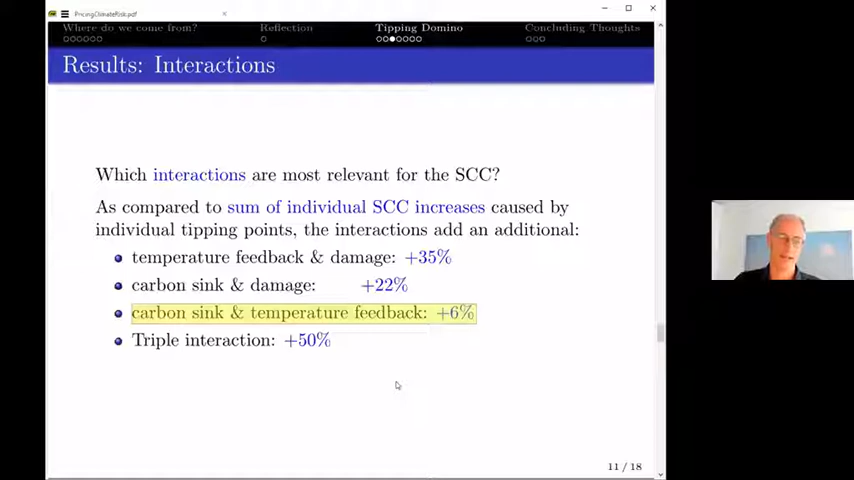 PricingClimateRisk.pdf
Where do we come from? Reflection Tipping Domino Concluding Thoughts
Results: Interactions
Which interactions are most relevant for the SCC?
As compared to sum of individual SCC increases caused by
individual tipping points, the interactions add an additional:
temperature feedback & damage: +35%
carbon sink & damage: +22%
carbon sink & temperature feedback: +6%
Triple interaction: +50%
11 / 18